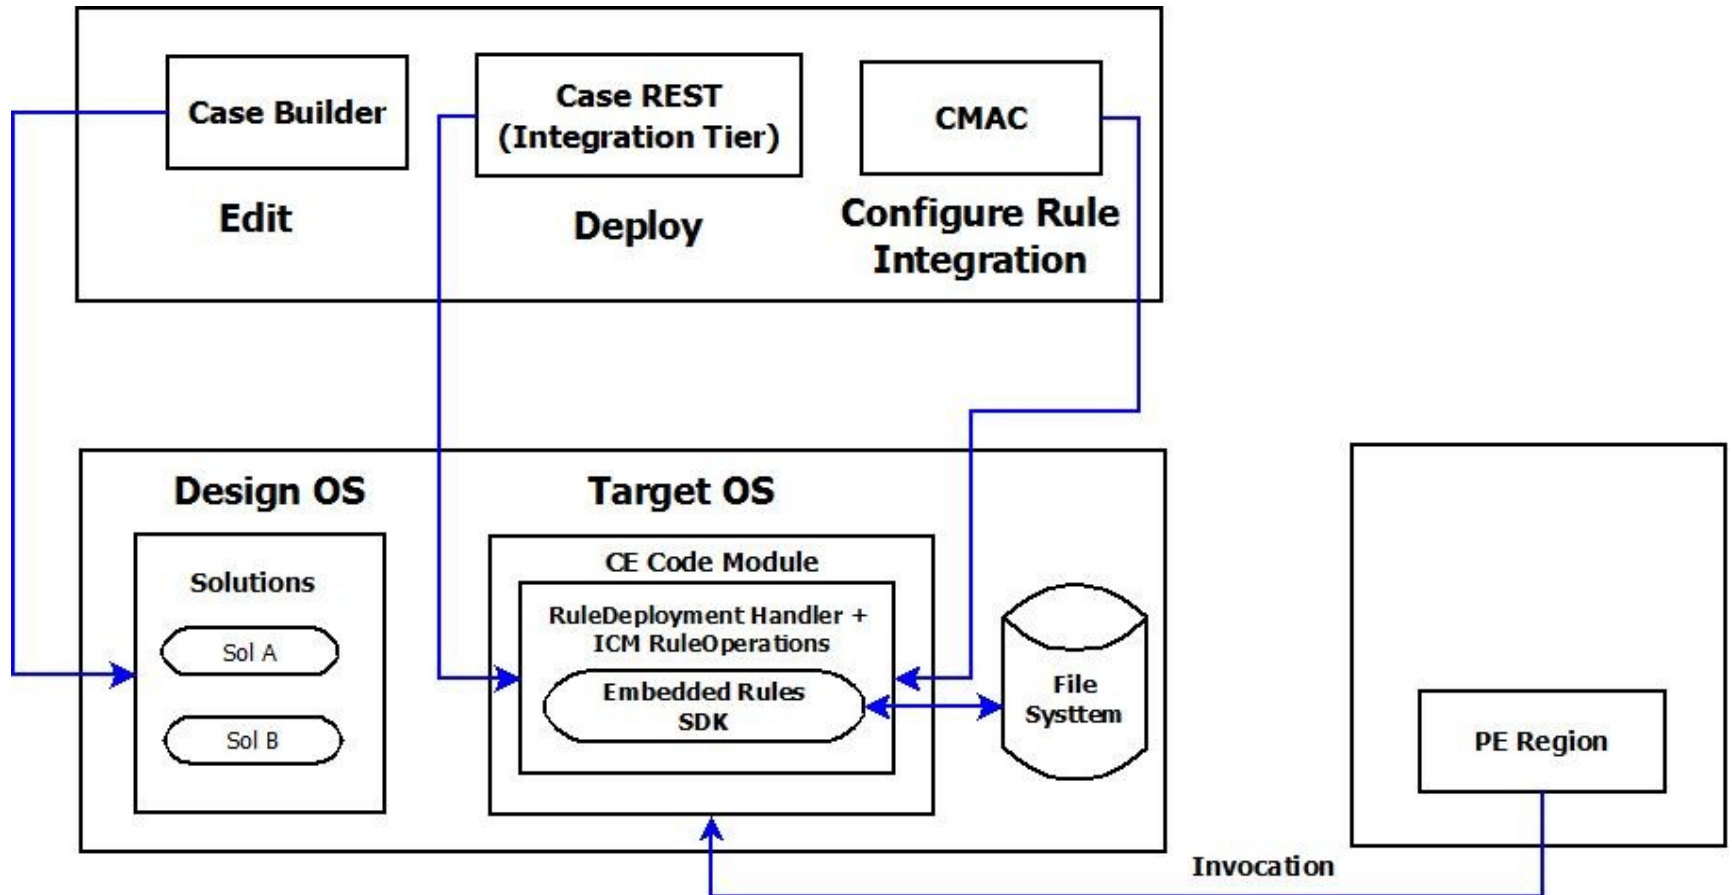 Case Builder
Case REST
(Integration Tier)
CMAC
Edit
Deploy
Configure Rule
Integration
Design OS
Target OS
Solutions
Sol A
Sol B
CE Code Module
RuleDeployment Handler +
ICM RuleOperations
Embedded Rules
SDK
File
Systtem
PE Region
Invocation